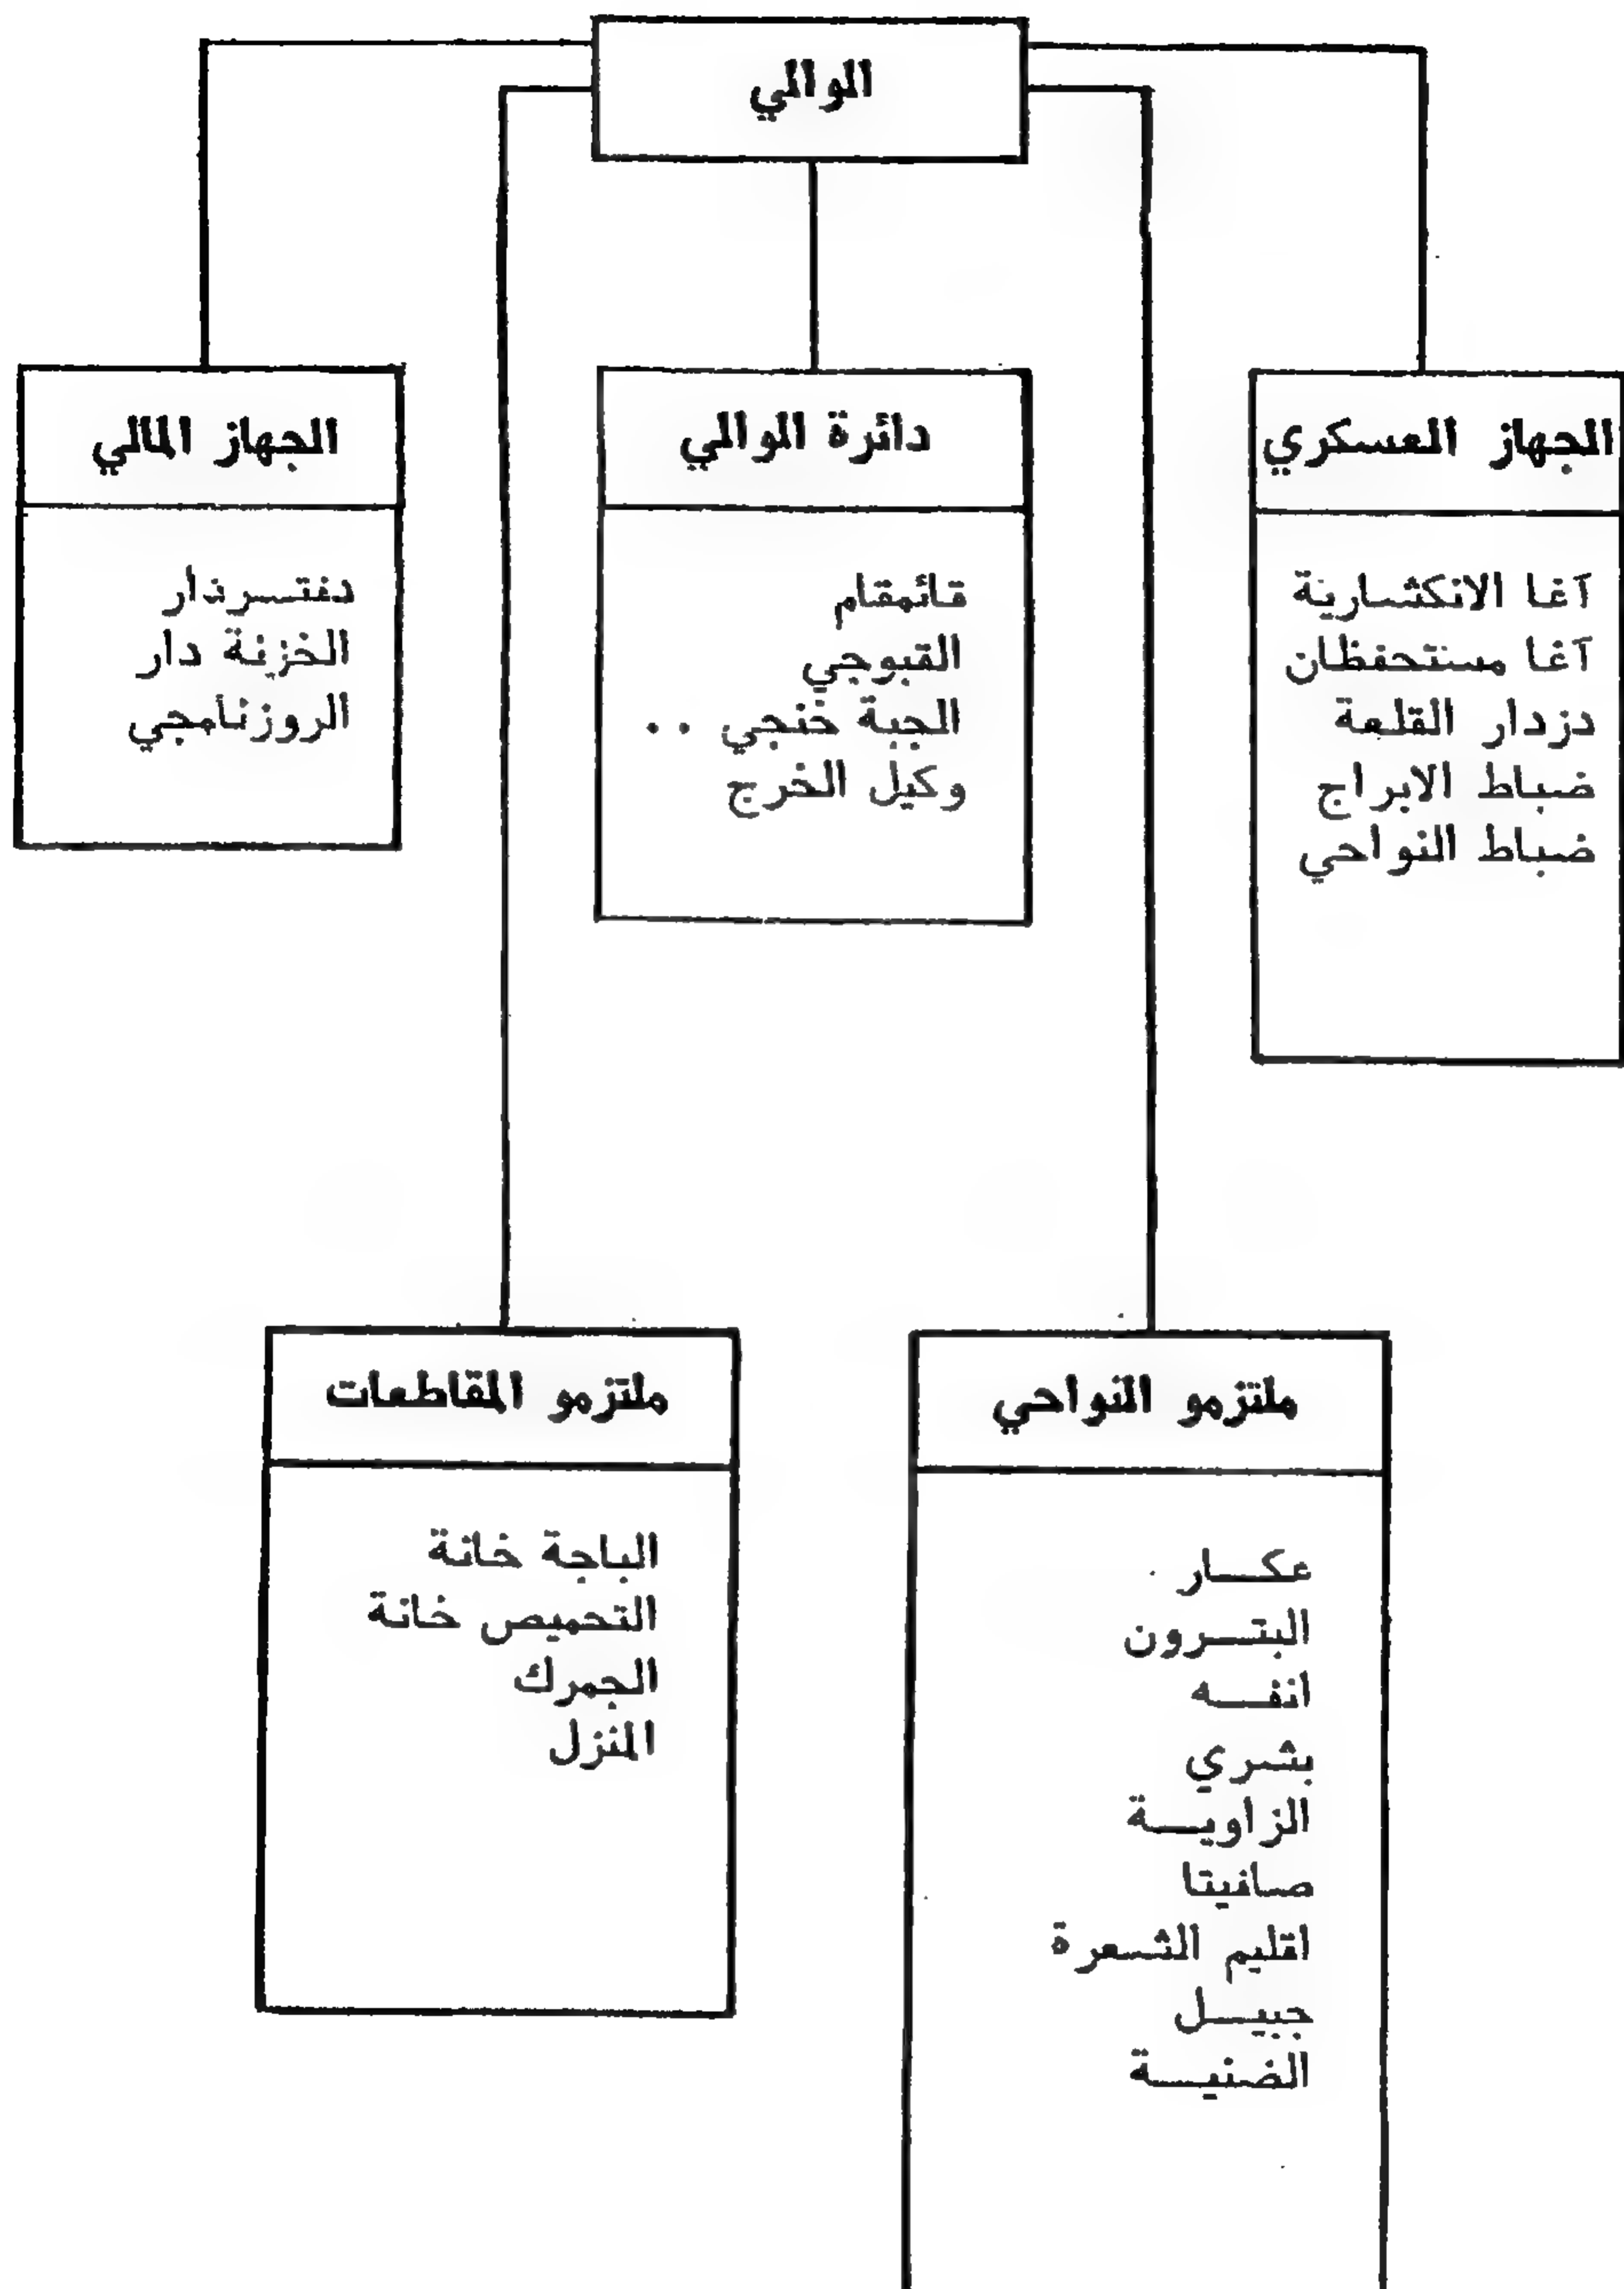 الوالي
الجهاز العسكري
آغا الانكشارية
آغا مستحفظان
دزدار القلعة
ضباط الابراج
ضباط النواحي
دائرة الوالي
قائمقام
القبوجي
الجبة خنجي ..
وكيل الخرج
الجهاز المالي
دفتردار
الخزنة دار
الروزنامجي
ملتزمو النواحي
عكار
البترون
انفه
بشري
الزاوية
صافيتا
اقليم الشعرة
جبيل
الضنية
ملتزمو المقاطعات
الباجة خانة
التحميص خانة
الجمرك
المنزل